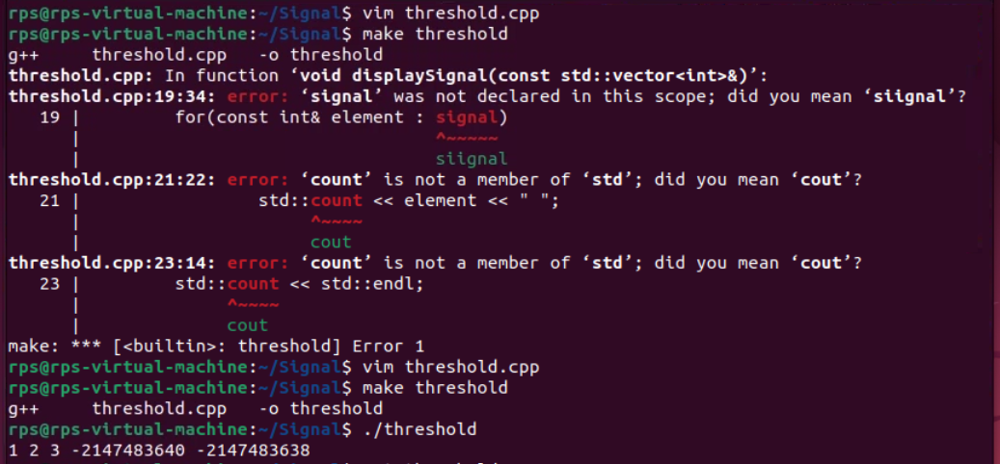 rps@rps-virtual-machine:~/Signal$ vim threshold.cpp
rps@rps-virtual-machine:~/Signal$ make threshold
g++     threshold.cpp   -o threshold
threshold.cpp: In function ‘void displaySignal(const std::vector<int>&)’:
threshold.cpp:19:34: error: ‘signal’ was not declared in this scope; did you mean ‘siignal’?
   19 |         for(const int& element : signal)
      |                                  ^~~~~~
      |                                  siignal
threshold.cpp:21:22: error: ‘count’ is not a member of ‘std’; did you mean ‘cout’?
   21 |                 std::count << element << " ";
      |                      ^~~~~
      |                      cout
threshold.cpp:23:14: error: ‘count’ is not a member of ‘std’; did you mean ‘cout’?
   23 |         std::count << std::endl;
      |              ^~~~~
      |              cout
make: *** [<builtin>: threshold] Error 1
rps@rps-virtual-machine:~/Signal$ vim threshold.cpp
rps@rps-virtual-machine:~/Signal$ make threshold
g++     threshold.cpp   -o threshold
rps@rps-virtual-machine:~/Signal$ ./threshold
1 2 3 -2147483640 -2147483638